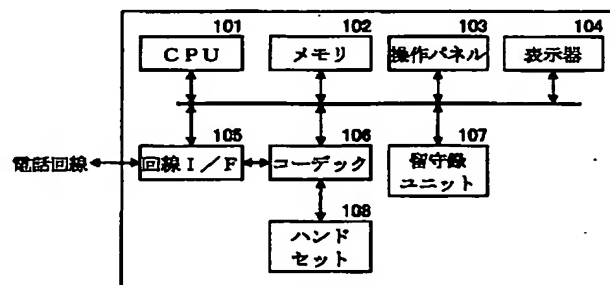 101
102
103
104
ＣＰＵ
メモリ
操作パネル
表示器
105
106
107
電話回線
回線Ｉ／Ｆ
コーデック
留守録
ユニット
108
ハンド
セット